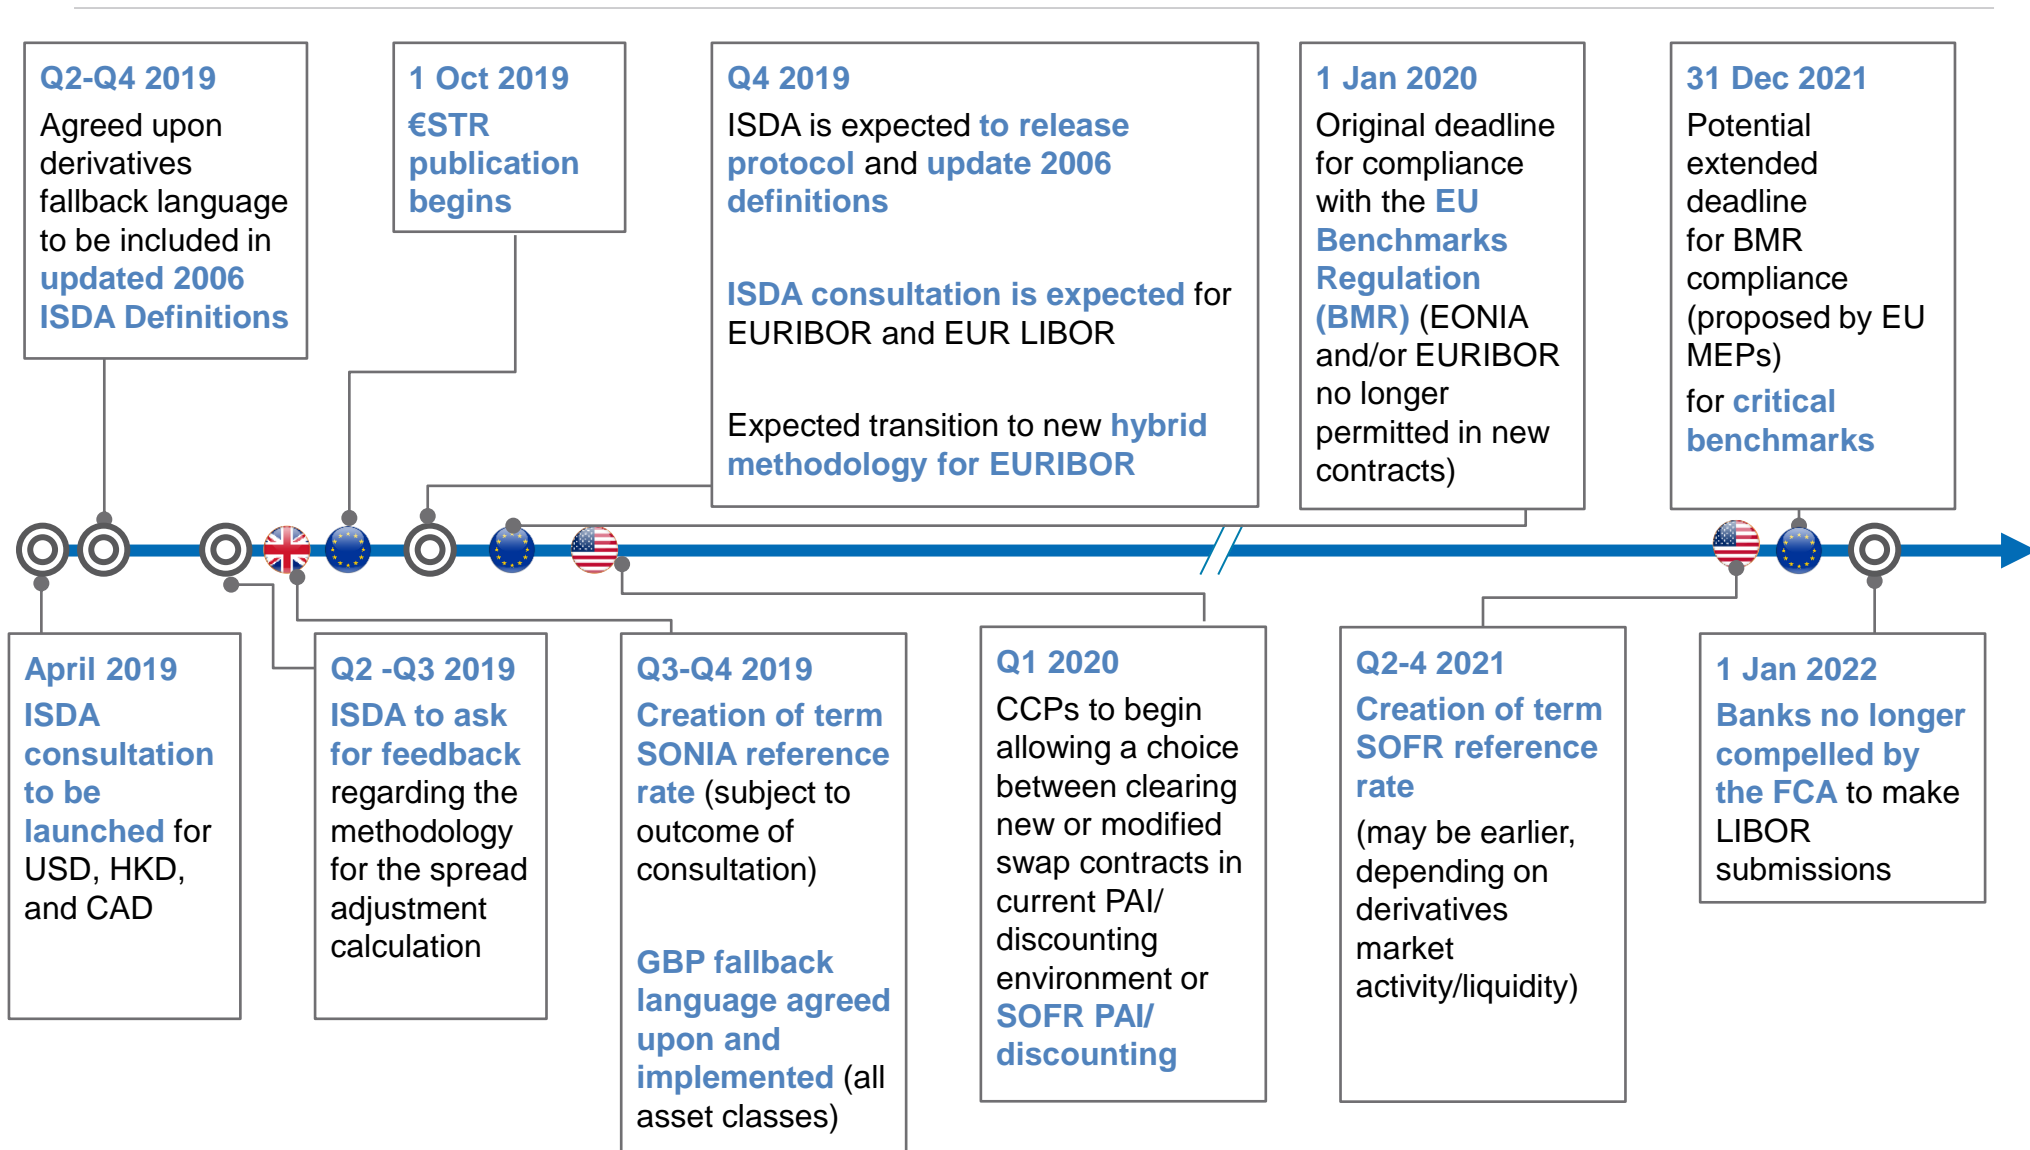 Q2-Q4 2019
Agreed upon
derivatives
fallback language
to be included in
updated 2006
ISDA Definitions
1 Oct 2019
€STR
publication
begins
Q4 2019
ISDA is expected to release
protocol and update 2006
definitions
ISDA consultation is expected for
EURIBOR and EUR LIBOR
Expected transition to new hybrid
methodology for EURIBOR
1 Jan 2020
Original deadline
for compliance
with the EU
Benchmarks
Regulation
(BMR) (EONIA
and/or EURIBOR
no longer
permitted in new
contracts)
31 Dec 2021
Potential
extended
deadline
for BMR
compliance
(proposed by EU
MEPs)
for critical
benchmarks
April 2019
ISDA
consultation
to be
launched for
USD, HKD,
and CAD
Q2 -Q3 2019
ISDA to ask
for feedback
regarding the
methodology
for the spread
adjustment
calculation
Q3-Q4 2019
Creation of term
SONIA reference
rate (subject to
outcome of
consultation)
GBP fallback
language agreed
upon and
implemented (all
asset classes)
Q1 2020
CCPs to begin
allowing a choice
between clearing
new or modified
swap contracts in
current PAI/
discounting
environment or
SOFR PAI/
discounting
Q2-4 2021
Creation of term
SOFR reference
rate
(may be earlier,
depending on
derivatives
market
activity/liquidity)
1 Jan 2022
Banks no longer
compelled by
the FCA to make
LIBOR
submissions